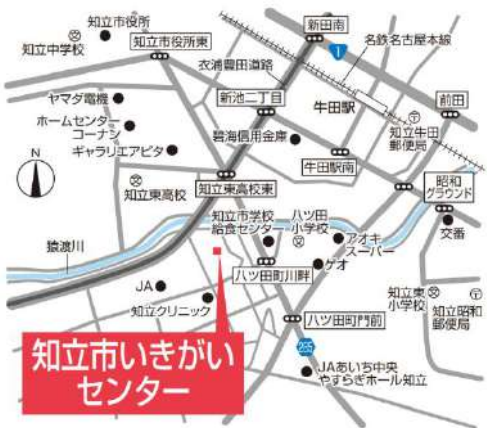 知立市役所
知立中学校
知立市役所東
新田南
1
名鉄名古屋本線
衣浦豊田道路
ヤマダ電機
新池二丁目
牛田駅
前田
ホームセンター
コーナン
碧海信用金庫
知立牛田
郵便局
ギャラリエアピタ
牛田駅南
N
知立東高校
知立東高校東
昭和
グラウンド
知立市学校
給食センター
八ツ田
小学校
アオキ
スーパー
交番
猿渡川
八ツ田町川畔
ゲオ
JA
知立クリニック
知立東
小学校
知立昭和
郵便局
八ツ田町門前
知立市いきがい
センター
265
JAあいち中央
やすらぎホール知立